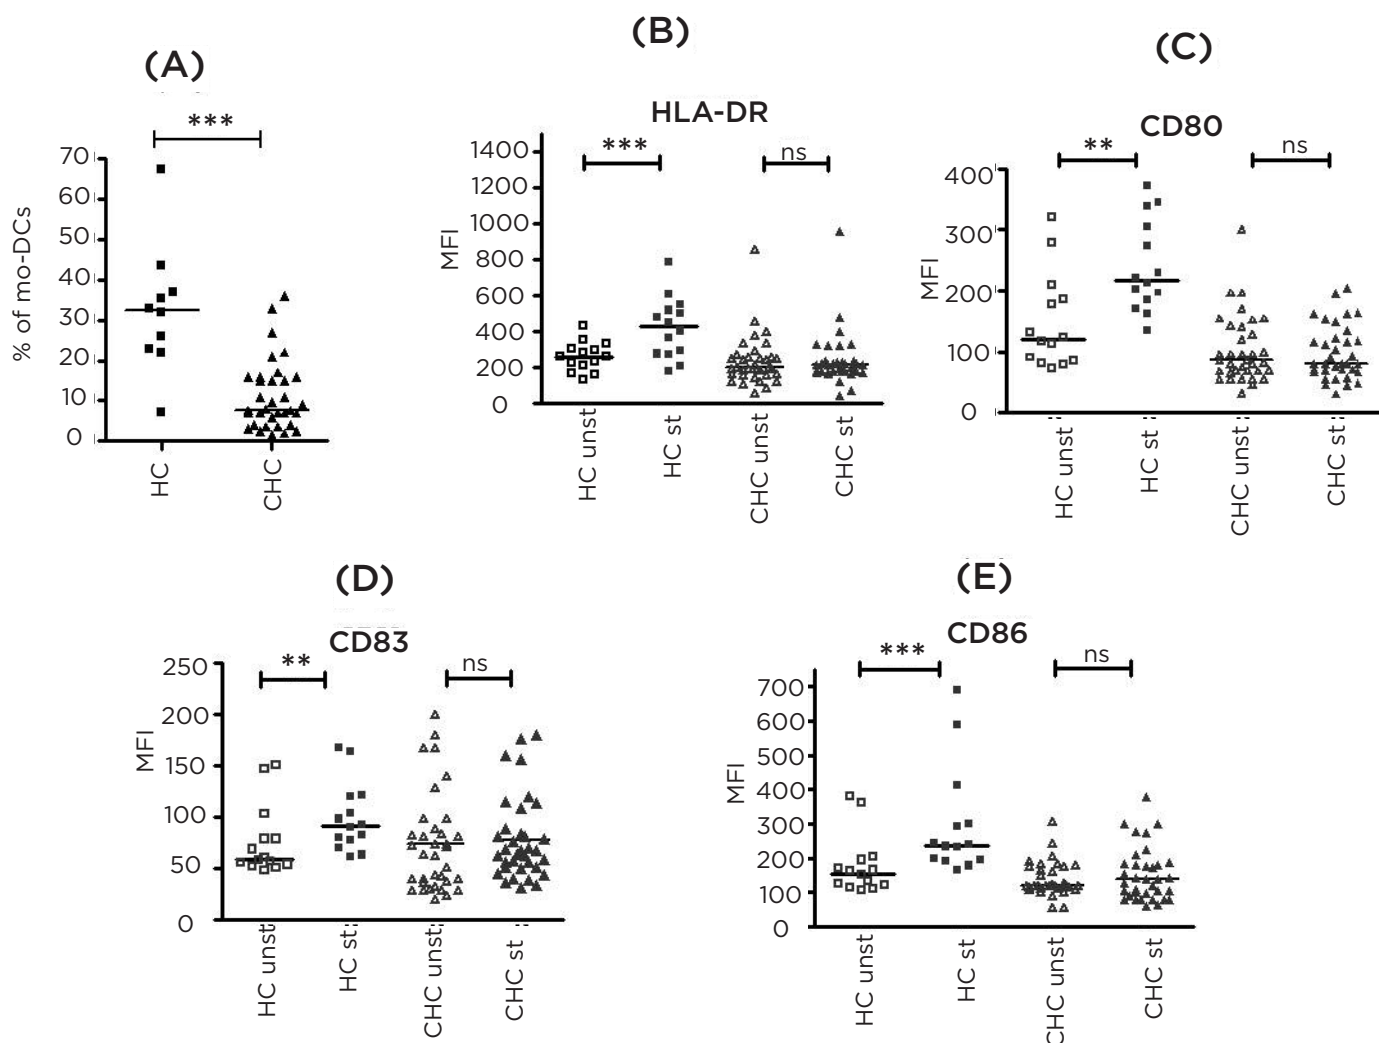 (A)
***
70
60
50
40
30
20
10
0
% of mo-DCs
HC
CHC
(B)
HLA-DR
***
ns
1400
1200
1000
800
600
400
200
0
MFI
HC unst
HC st
CHC unst
CHC st
(C)
CD80
**
ns
400
300
200
100
0
MFI
HC unst
HC st
CHC unst
CHC st
(D)
CD83
**
ns
250
200
150
100
50
0
MFI
HC unst
HC st
CHC unst
CHC st
(E)
CD86
***
ns
700
600
500
400
300
200
100
0
MFI
HC unst
HC st
CHC unst
CHC st